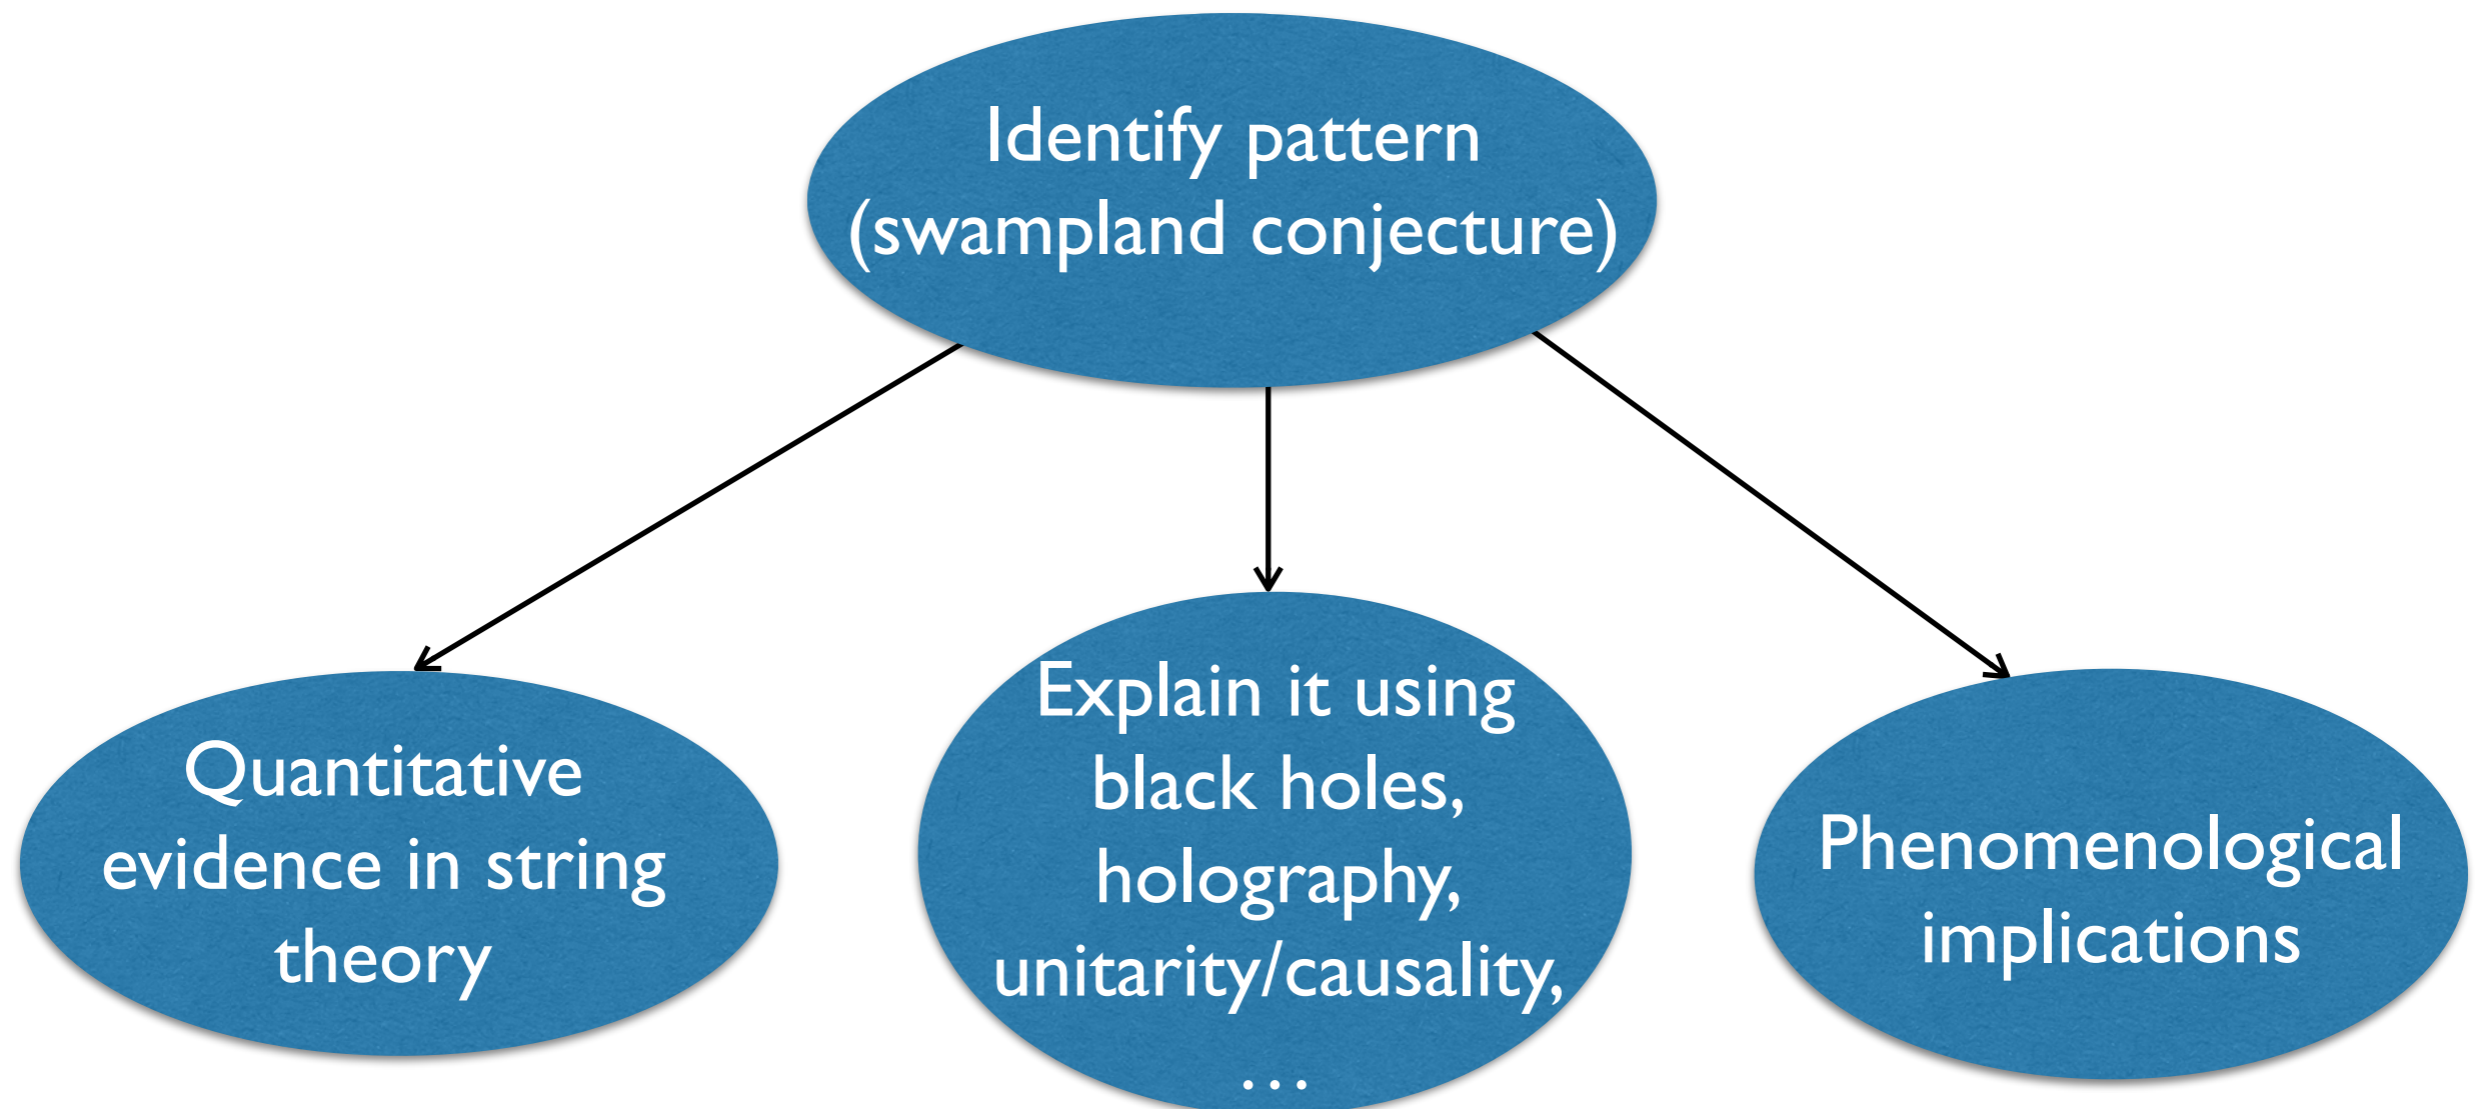 Identify pattern
(swampland conjecture)
Quantitative
evidence in string
theory
Explain it using
black holes,
holography,
unitarity/causality,
…
Phenomenological
implications